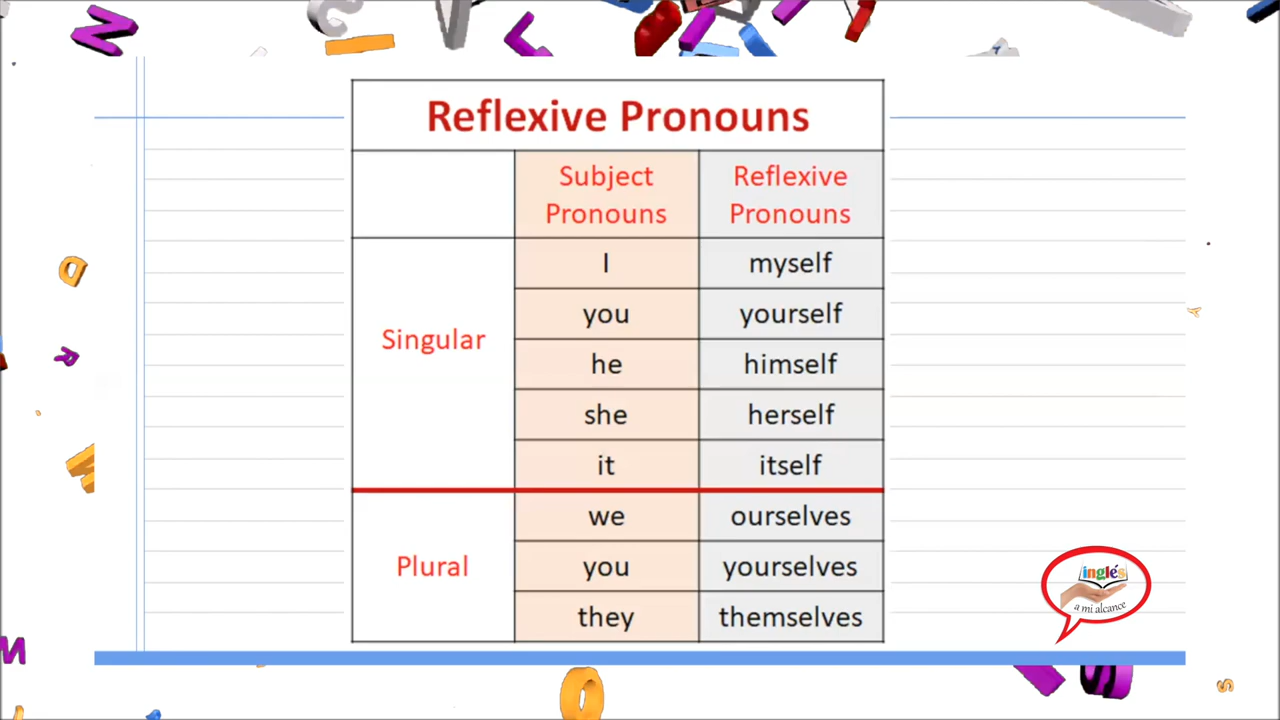 Reflexive Pronouns
Subject Pronouns
Reflexive Pronouns
Singular
I myself
you yourself
he himself
she herself
it itself
Plural
we ourselves
you yourselves
they themselves
inglés
a mi alcance